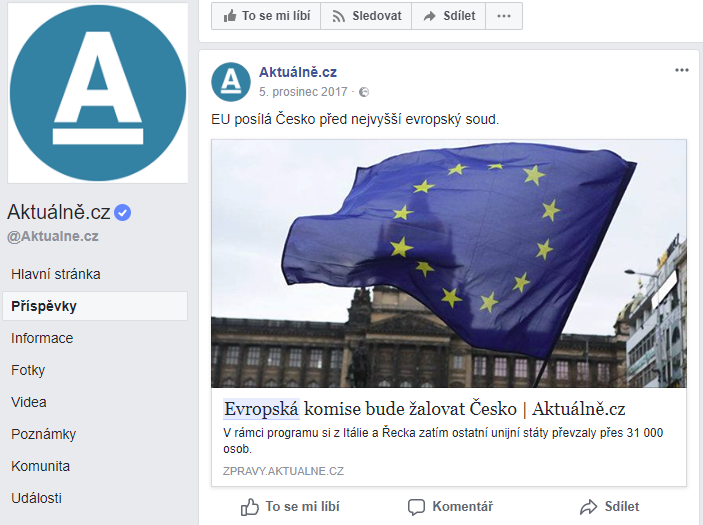 A
To se mi líbí
Sledovat
Sdílet
Aktuálně.cz
@Aktualne.cz
Hlavní stránka
Příspěvky
Informace
Fotky
Videa
Poznámky
Komunita
Události
A
Aktuálně.cz
5. prosinec 2017 ·
EU posílá Česko před nejvyšší evropský soud.
Evropská komise bude žalovat Česko | Aktuálně.cz
V rámci programu si z Itálie a Řecka zatím ostatní unijní státy převzaly přes 31 000
osob.
ZPRAVY.AKTUALNE.CZ
To se mi líbí
Komentář
Sdílet